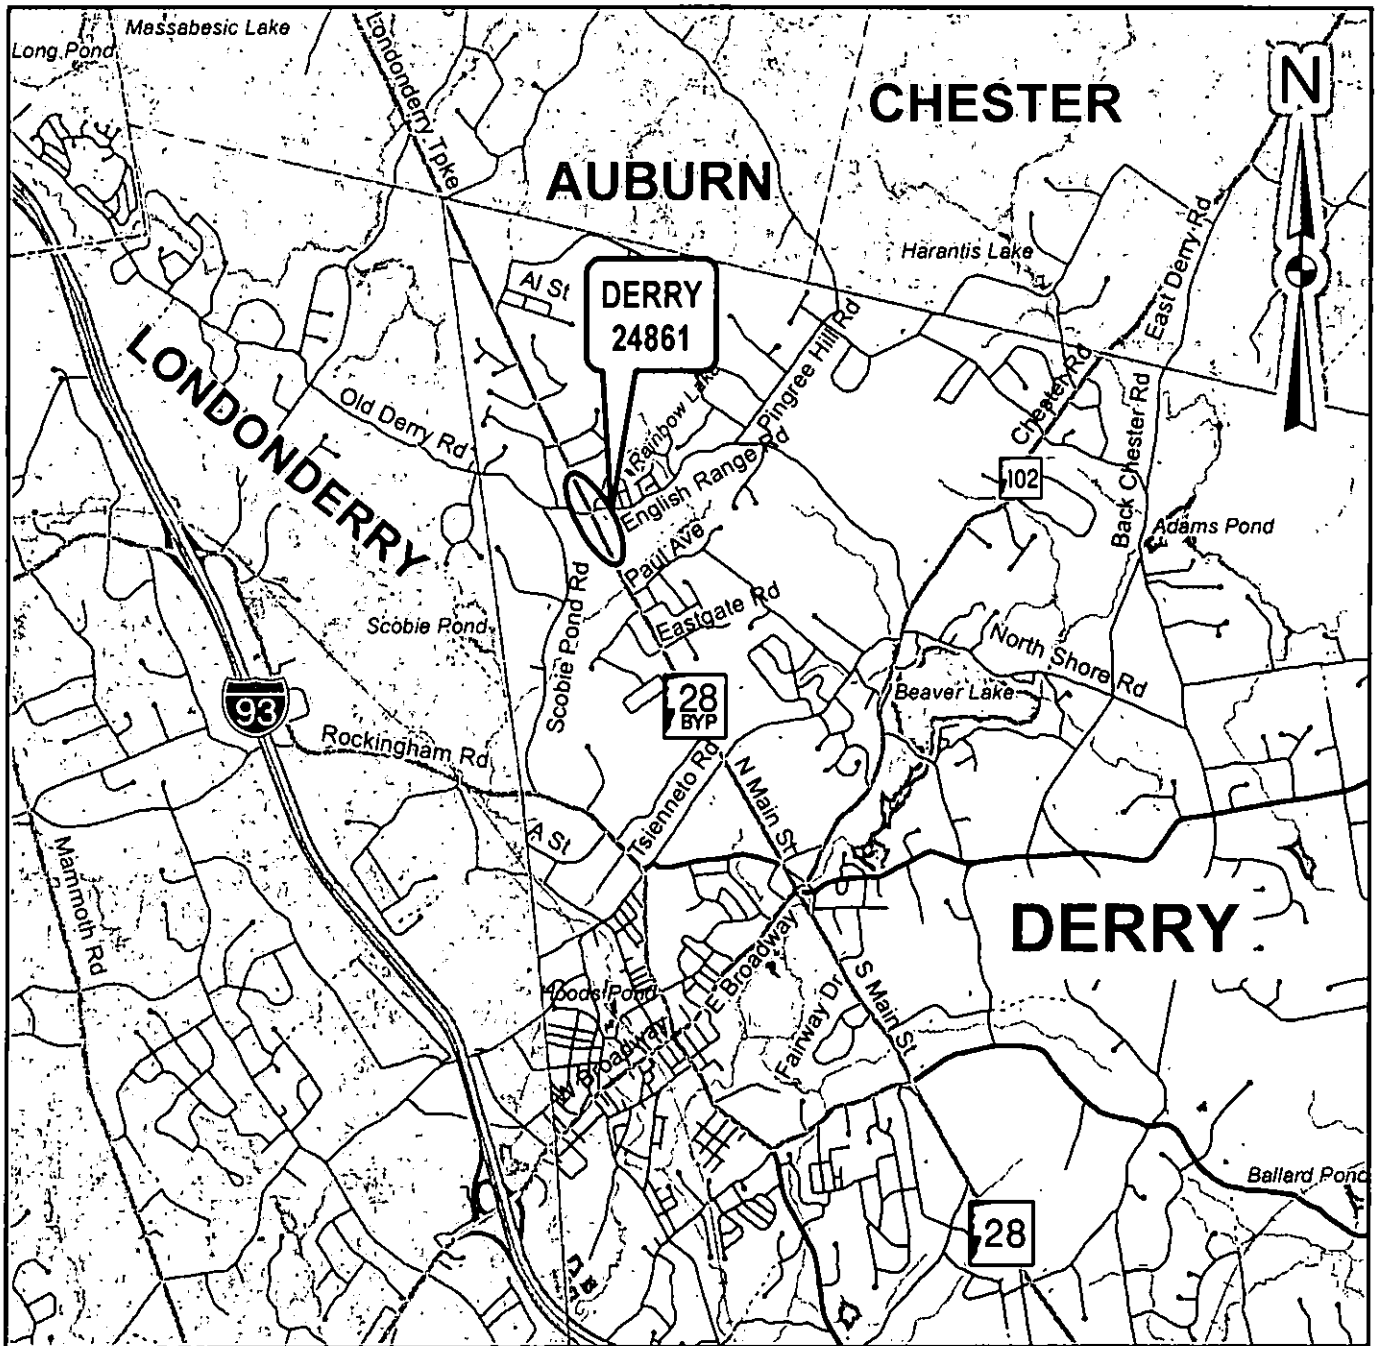 Massabesic Lake
Long Pond
Londonderry Tpke
CHESTER
N
AUBURN
Harantis Lake
East Derry Rd
Al St
DERRY
24861
LONDONDERRY
Old Derry Rd
Rainbow Lake
Pingree Hill Rd
English Range Rd
Chester Rd
Back Chester Rd
102
Adams Pond
Paul Ave
Eastgate Rd
Scobie Pond
Scobie Pond Rd
North Shore Rd
Beaver Lake
93
28
BYP
Rockingham Rd
Tsienneto Rd
N Main St
A St
Mammoth Rd
DERRY
E Broadway
Hoods Pond
Fairway Dr
S Main St
W Broadway
Ballard Pond
28